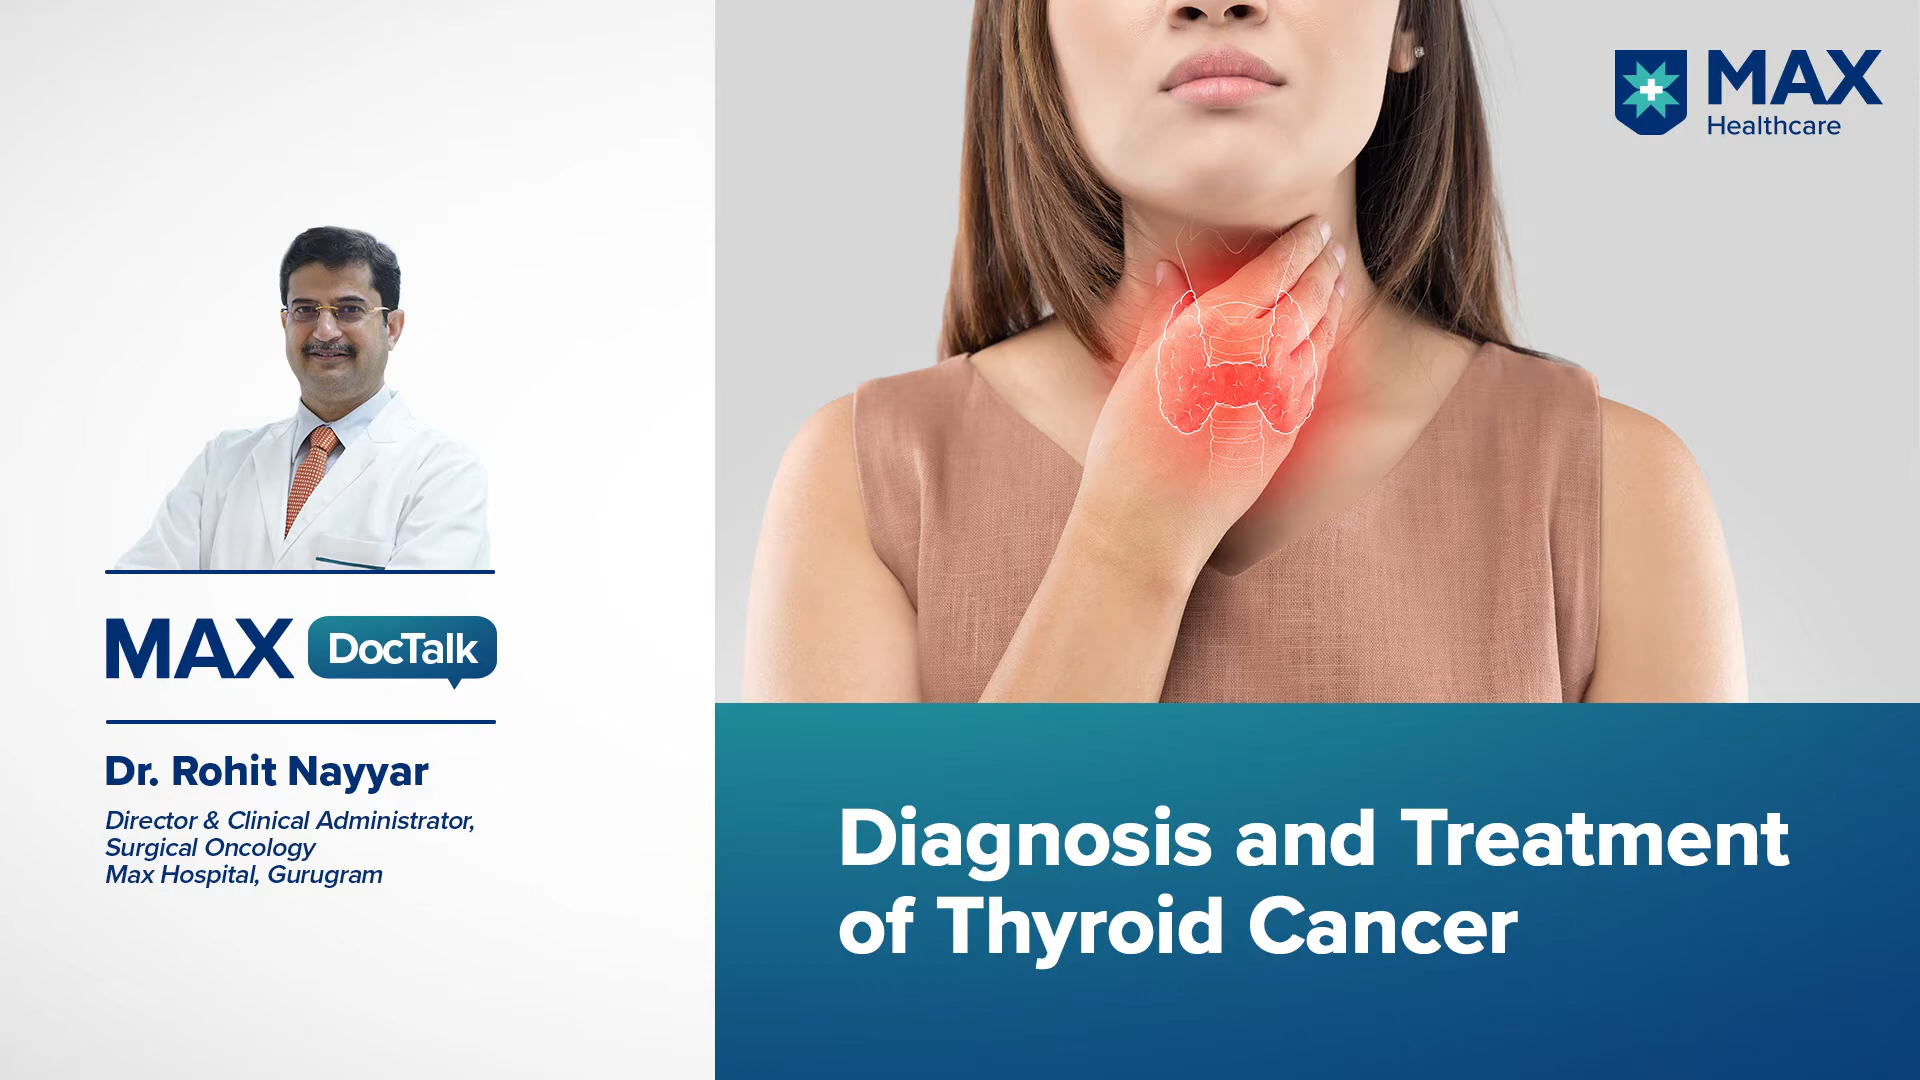 MAX
Healthcare
MAX DocTalk
Dr. Rohit Nayyar
Director & Clinical Administrator,
Surgical Oncology
Max Hospital, Gurugram
Diagnosis and Treatment
of Thyroid Cancer